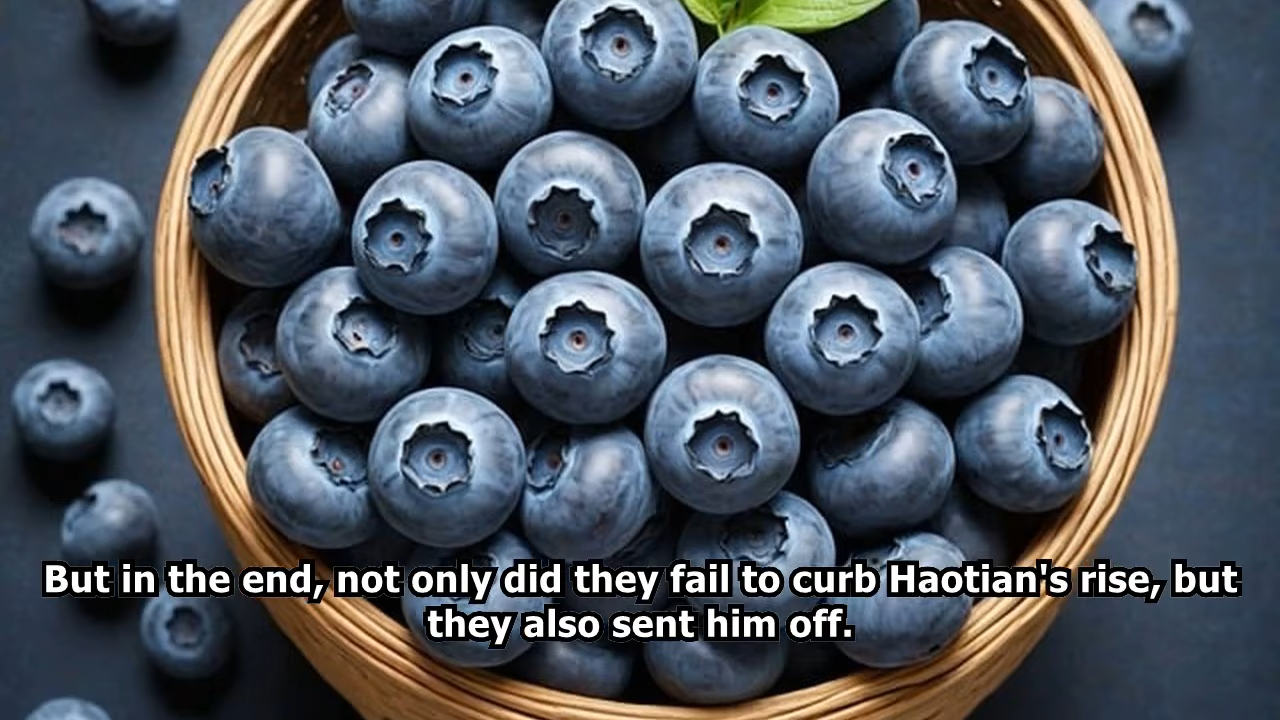 But in the end, not only did they fail to curb Haotian's rise, but
they also sent him off.